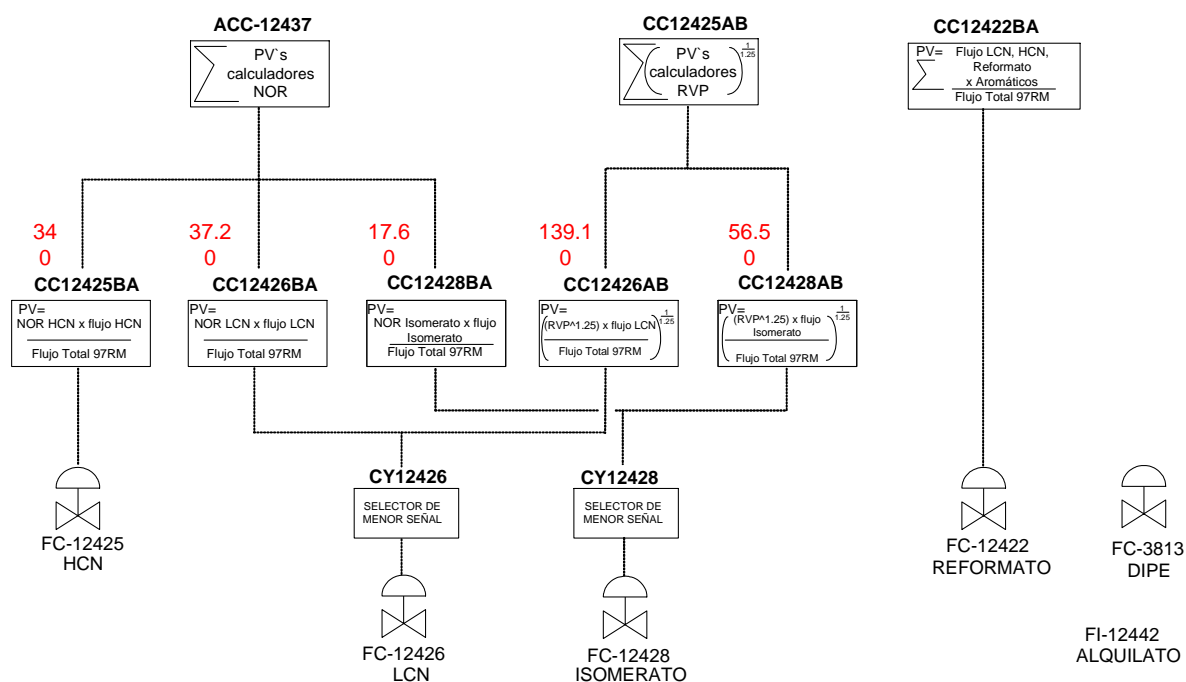 ACC-12437
∑ PV`s
calculadores
NOR
CC12425AB
∑ ( PV`s
calculadores
RVP ) 1/1.25
CC12422BA
PV= Flujo LCN, HCN,
∑ Reformato
x Aromáticos
Flujo Total 97RM
34
0
37.2
0
17.6
0
139.1
0
56.5
0
CC12425BA
PV=
NOR HCN x flujo HCN
Flujo Total 97RM
CC12426BA
PV=
NOR LCN x flujo LCN
Flujo Total 97RM
CC12428BA
PV=
NOR Isomerato x flujo
Isomerato
Flujo Total 97RM
CC12426AB
PV=
(RVP^1.25) x flujo LCN
Flujo Total 97RM
1/1.25
CC12428AB
PV=
(RVP^1.25) x flujo
Isomerato
Flujo Total 97RM
1/1.25
CY12426
SELECTOR DE
MENOR SEÑAL
CY12428
SELECTOR DE
MENOR SEÑAL
FC-12425
HCN
FC-12426
LCN
FC-12428
ISOMERATO
FC-12422
REFORMATO
FC-3813
DIPE
FI-12442
ALQUILATO